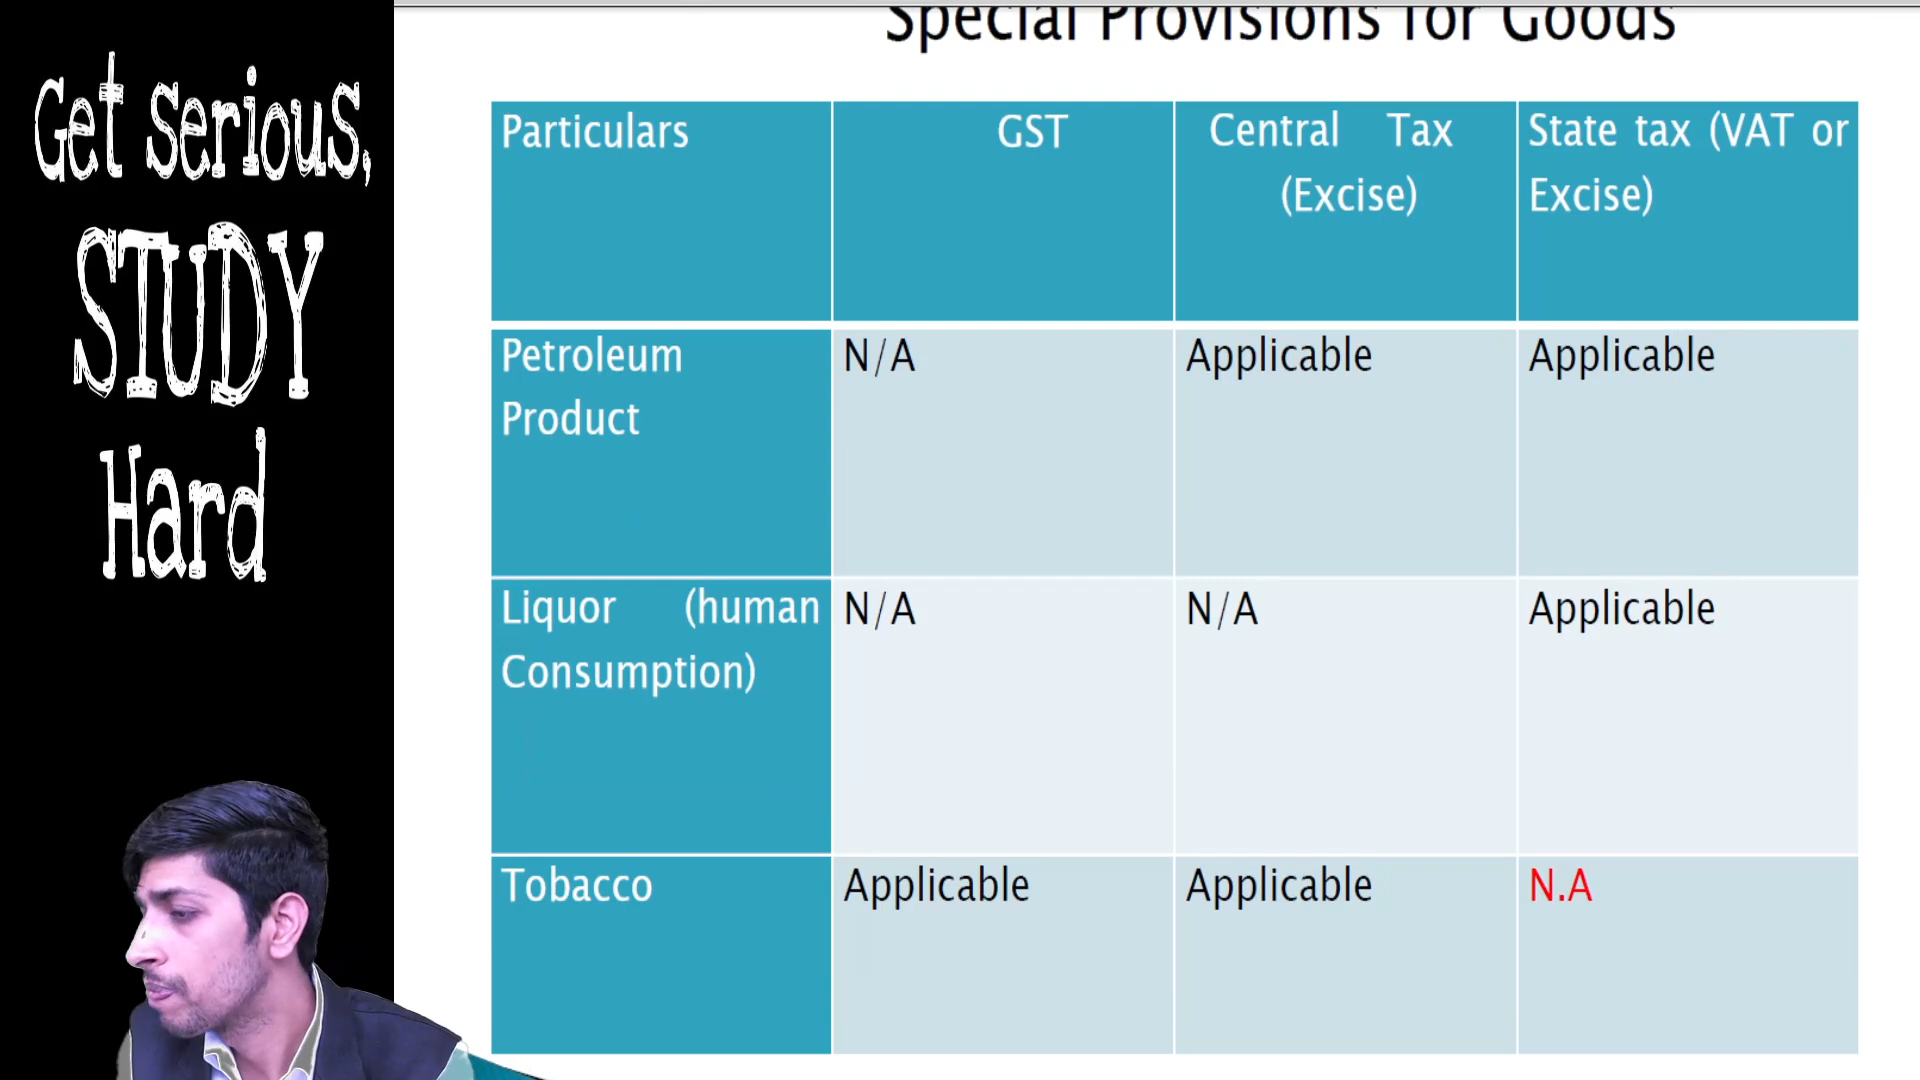 Get serious,
STUDY
Hard
Special Provisions for Goods
Particulars
GST
Central Tax
(Excise)
State tax (VAT or
Excise)
Petroleum
Product
N/A
Applicable
Applicable
Liquor (human
Consumption)
N/A
N/A
Applicable
Tobacco
Applicable
Applicable
N.A